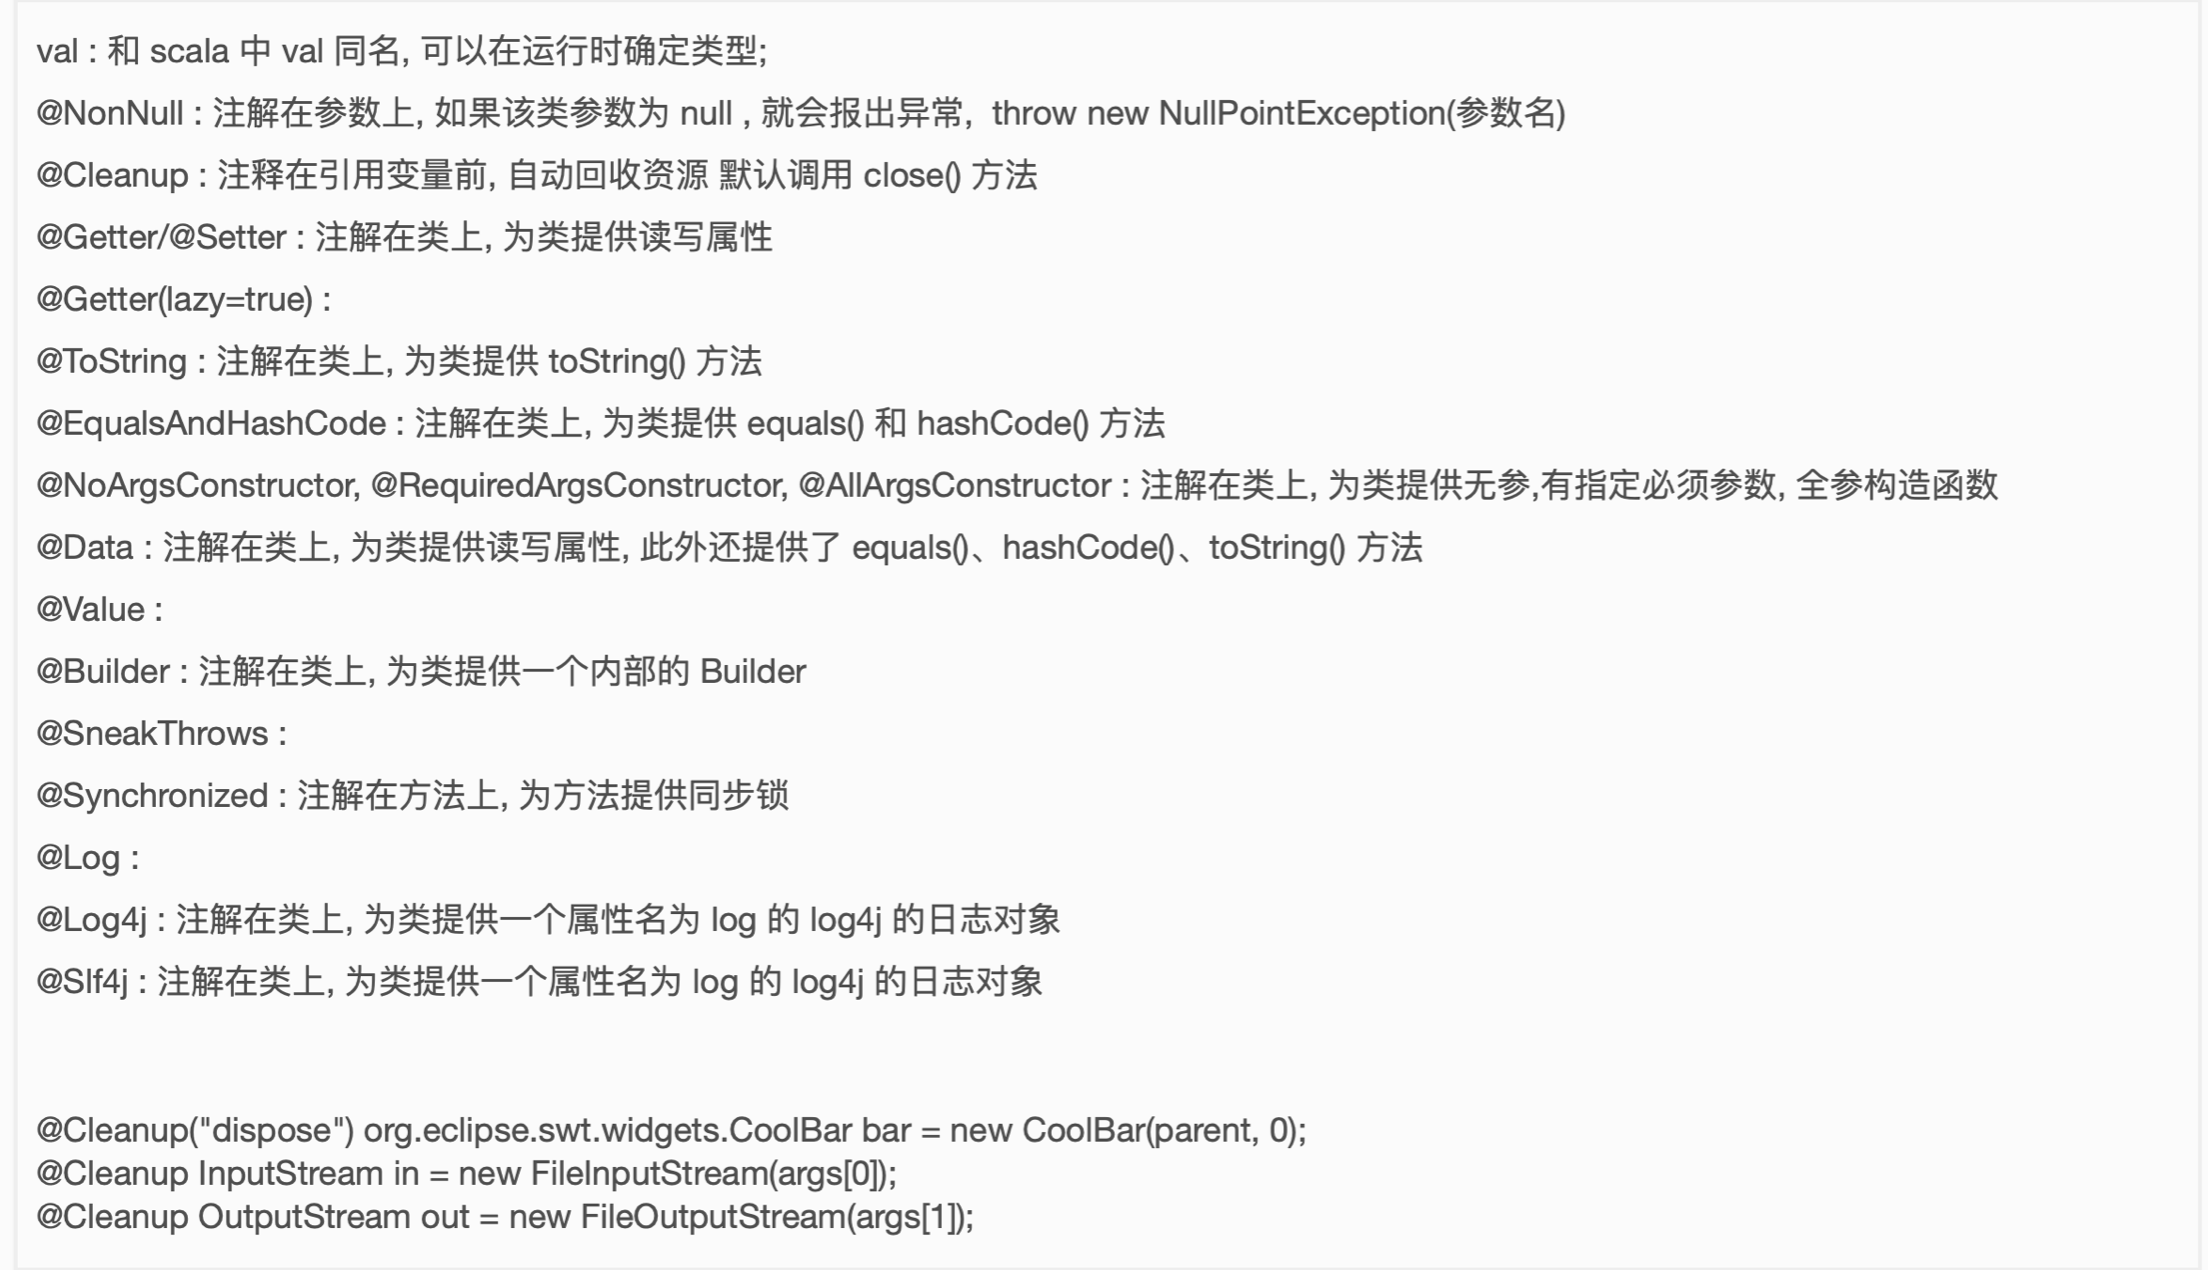 val : 和 scala 中 val 同名, 可以在运行时确定类型;
@NonNull : 注解在参数上, 如果该类参数为 null , 就会报出异常,  throw new NullPointException(参数名)
@Cleanup : 注释在引用变量前, 自动回收资源 默认调用 close() 方法
@Getter/@Setter : 注解在类上, 为类提供读写属性
@Getter(lazy=true) :
@ToString : 注解在类上, 为类提供 toString() 方法
@EqualsAndHashCode : 注解在类上, 为类提供 equals() 和 hashCode() 方法
@NoArgsConstructor, @RequiredArgsConstructor, @AllArgsConstructor : 注解在类上, 为类提供无参,有指定必须参数, 全参构造函数
@Data : 注解在类上, 为类提供读写属性, 此外还提供了 equals()、hashCode()、toString() 方法
@Value :
@Builder : 注解在类上, 为类提供一个内部的 Builder
@SneakThrows :
@Synchronized : 注解在方法上, 为方法提供同步锁
@Log :
@Log4j : 注解在类上, 为类提供一个属性名为 log 的 log4j 的日志对象
@Slf4j : 注解在类上, 为类提供一个属性名为 log 的 log4j 的日志对象
@Cleanup("dispose") org.eclipse.swt.widgets.CoolBar bar = new CoolBar(parent, 0);
@Cleanup InputStream in = new FileInputStream(args[0]);
@Cleanup OutputStream out = new FileOutputStream(args[1]);